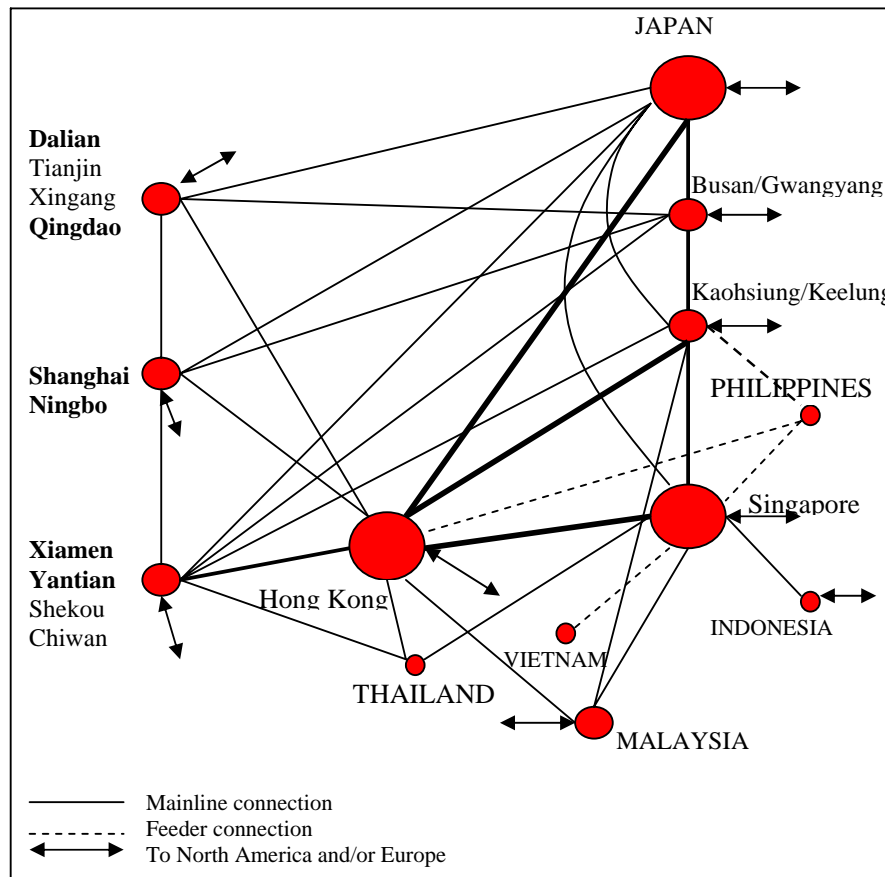 JAPAN
Dalian
Tianjin
Xingang
Qingdao
Busan/Gwangyang
Kaohsiung/Keelung
PHILIPPINES
Shanghai
Ningbo
Singapore
Xiamen
Yantian
Shekou
Chiwan
Hong Kong
INDONESIA
VIETNAM
THAILAND
MALAYSIA
Mainline connection
Feeder connection
To North America and/or Europe